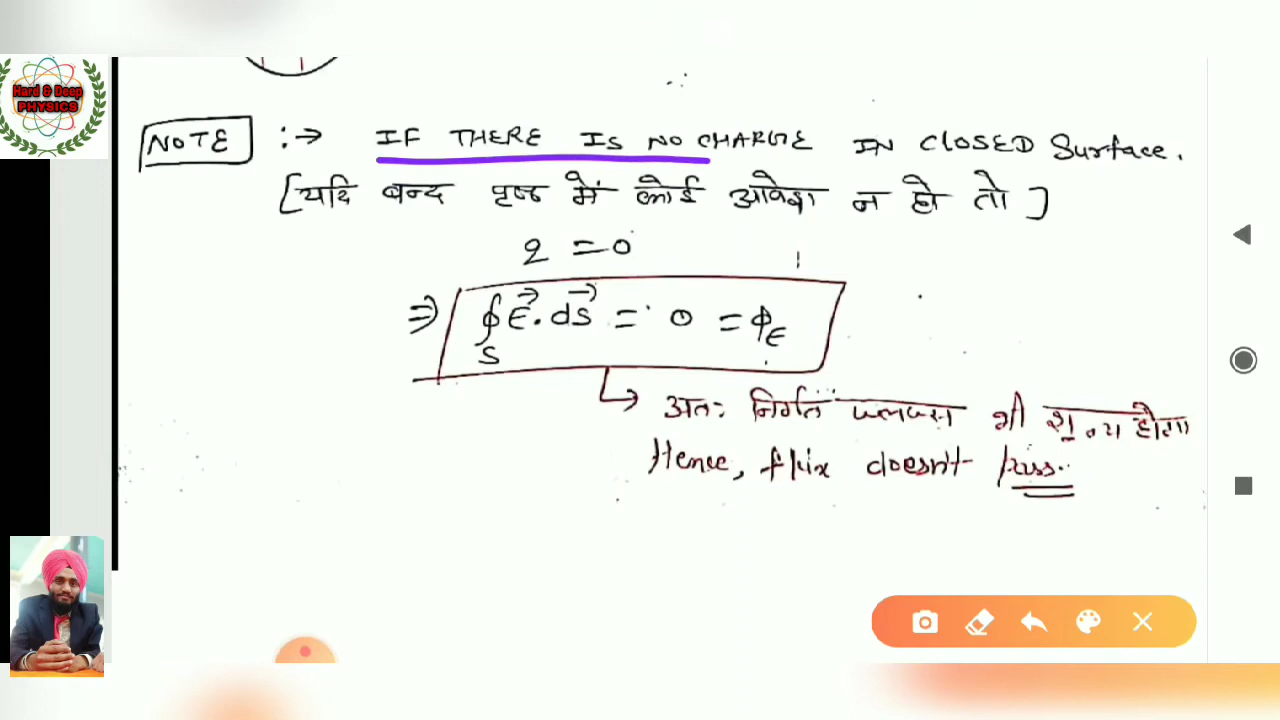 Hard & Deep
PHYSICS
NOTE :→ IF THERE IS NO CHARGE IN CLOSED Surface.
[यदि बन्द पृष्ठ में कोई आवेश न हो तो]
q = 0
⇒ ∮S E⃗. dS⃗ = 0 = ϕE
↳ अतः निर्गत फ्लक्स भी शून्य होगा
Hence, flux doesn't pass.